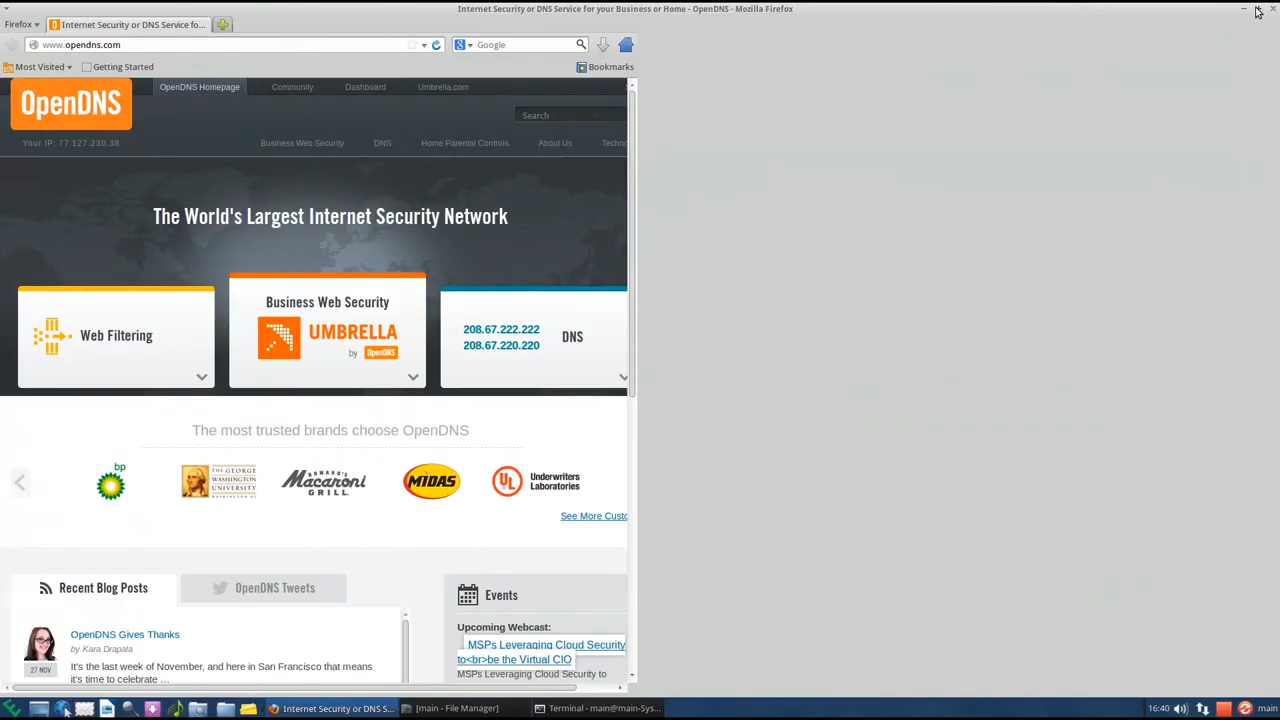 Internet Security or DNS Service for your Business or Home - OpenDNS - Mozilla Firefox
Firefox
Internet Security or DNS Service fo...
www.opendns.com
Google
Most Visited
Getting Started
Bookmarks
OpenDNS
OpenDNS Homepage
Community
Dashboard
Umbrella.com
Search
Your IP: 77.127.230.38
Business Web Security
DNS
Home Parental Controls
About Us
Techno
The World's Largest Internet Security Network
Web Filtering
Business Web Security
UMBRELLA
by OpenDNS
208.67.222.222
208.67.220.220
DNS
The most trusted brands choose OpenDNS
bp
THE GEORGE
WASHINGTON
UNIVERSITY
WASHINGTON DC
ROMANO'S
Macaroni
GRILL
MIDAS
UL
Underwriters
Laboratories
See More Custo
Recent Blog Posts
OpenDNS Tweets
Events
OpenDNS Gives Thanks
by Kara Drapala
27 NOV
It's the last week of November, and here in San Francisco that means
it's time to celebrate ...
Upcoming Webcast:
MSPs Leveraging Cloud Security
to<br>be the Virtual CIO
MSPs Leveraging Cloud Security to
Internet Security or DNS S...
[main - File Manager]
Terminal - main@main-Sys...
16:40
main